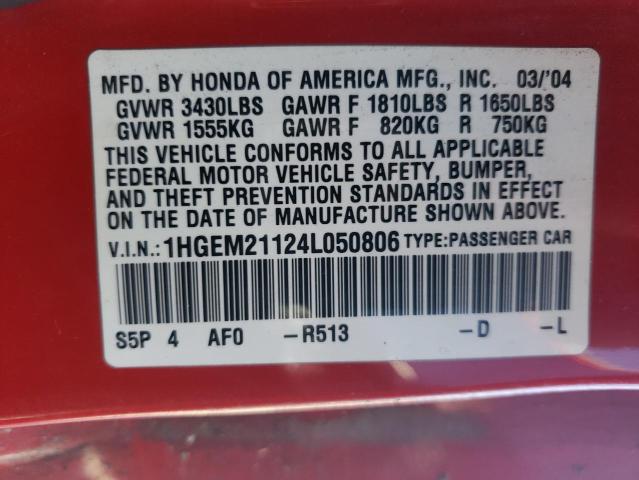 MFD. BY HONDA OF AMERICA MFG., INC. 03/'04
GVWR 3430LBS GAWR F 1810LBS R 1650LBS
GVWR 1555KG GAWR F 820KG R 750KG
THIS VEHICLE CONFORMS TO ALL APPLICABLE
FEDERAL MOTOR VEHICLE SAFETY, BUMPER,
AND THEFT PREVENTION STANDARDS IN EFFECT
ON THE DATE OF MANUFACTURE SHOWN ABOVE.
V.I.N.:1HGEM21124L050806 TYPE:PASSENGER CAR
S5P 4 AF0 -R513 -D -L